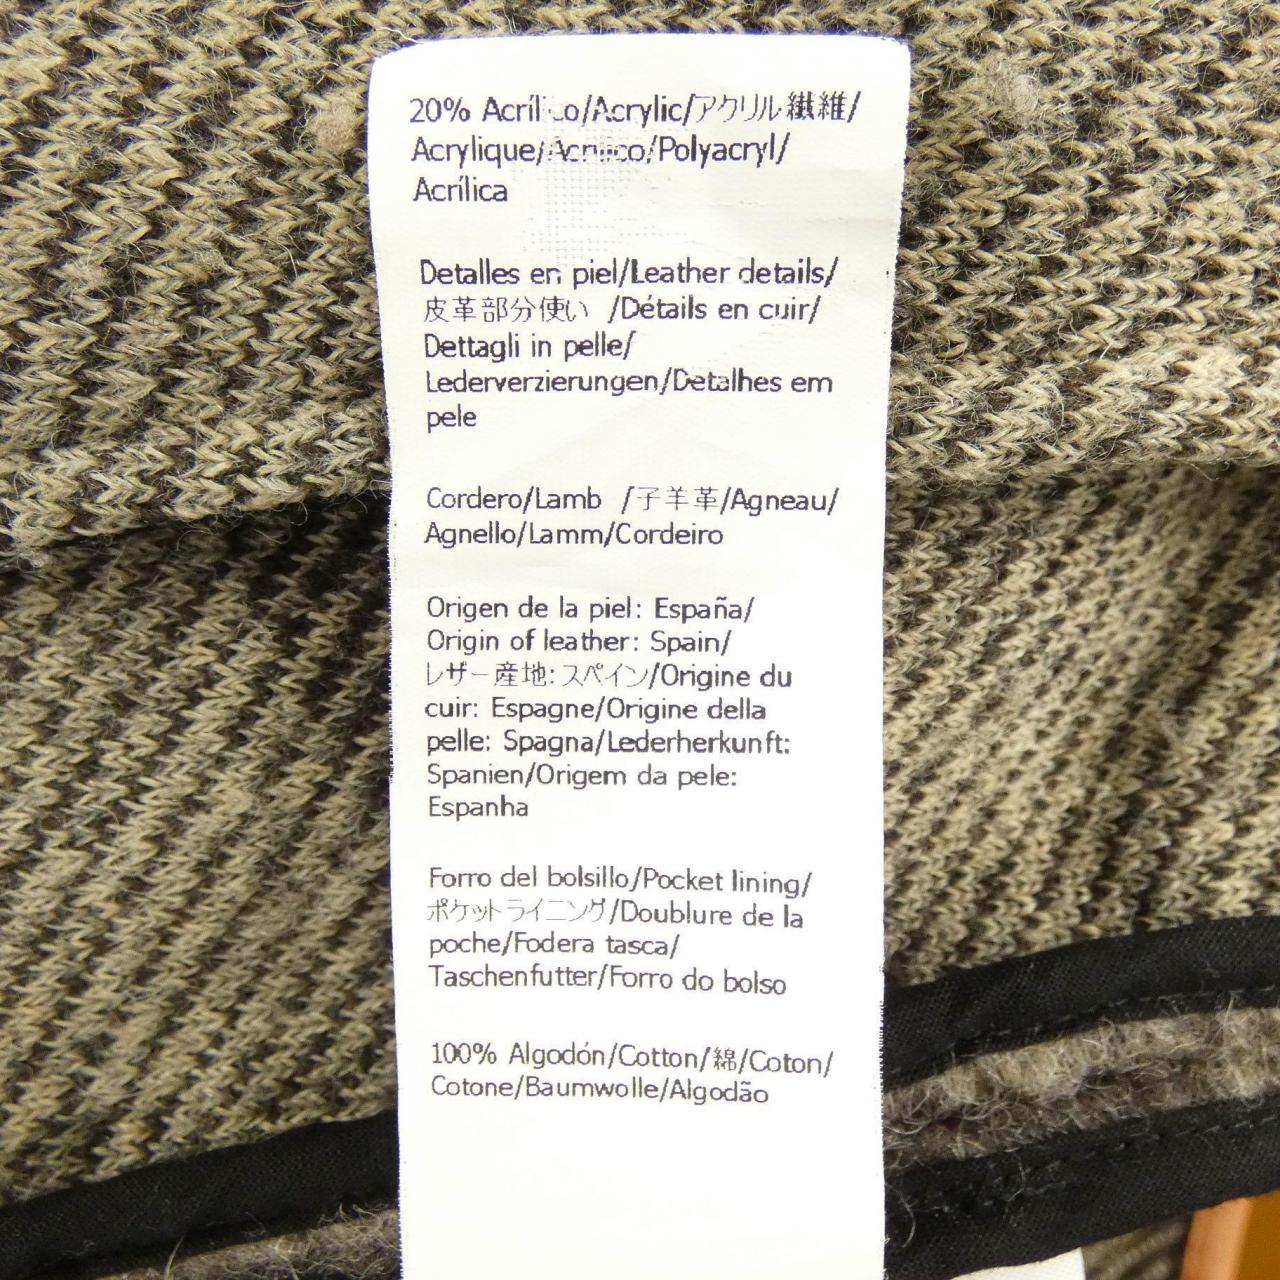 20% Acrílico/Acrylic/アクリル繊維/
Acrylique/Acrilico/Polyacryl/
Acrílica
Detalles en piel/Leather details/
皮革部分使い /Détails en cuir/
Dettagli in pelle/
Lederverzierungen/Detalhes em
pele
Cordero/Lamb /子羊革/Agneau/
Agnello/Lamm/Cordeiro
Origen de la piel: España/
Origin of leather: Spain/
レザー産地: スペイン/Origine du
cuir: Espagne/Origine della
pelle: Spagna/Lederherkunft:
Spanien/Origem da pele:
Espanha
Forro del bolsillo/Pocket lining/
ポケットライニング/Doublure de la
poche/Fodera tasca/
Taschenfutter/Forro do bolso
100% Algodón/Cotton/綿/Coton/
Cotone/Baumwolle/Algodão